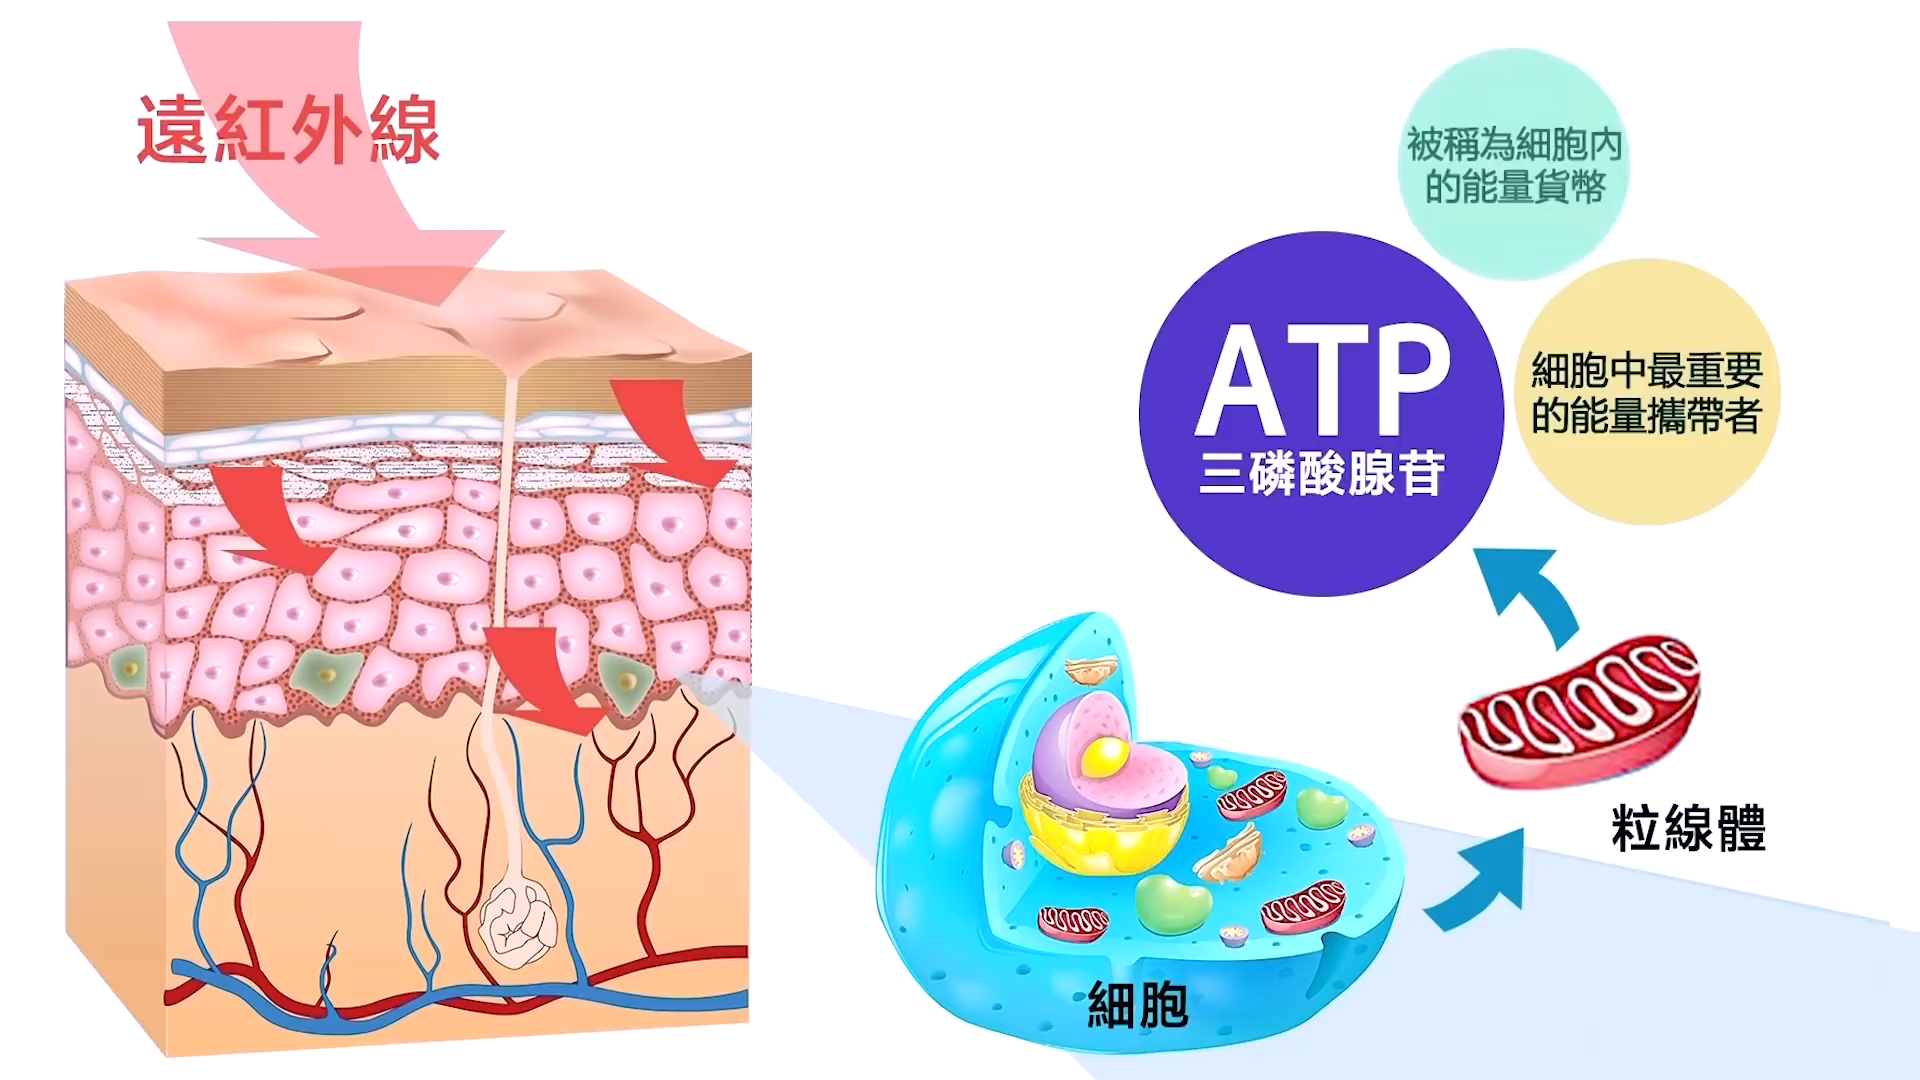 遠紅外線
被稱為細胞內
的能量貨幣
ATP
三磷酸腺苷
細胞中最重要
的能量攜帶者
粒線體
細胞